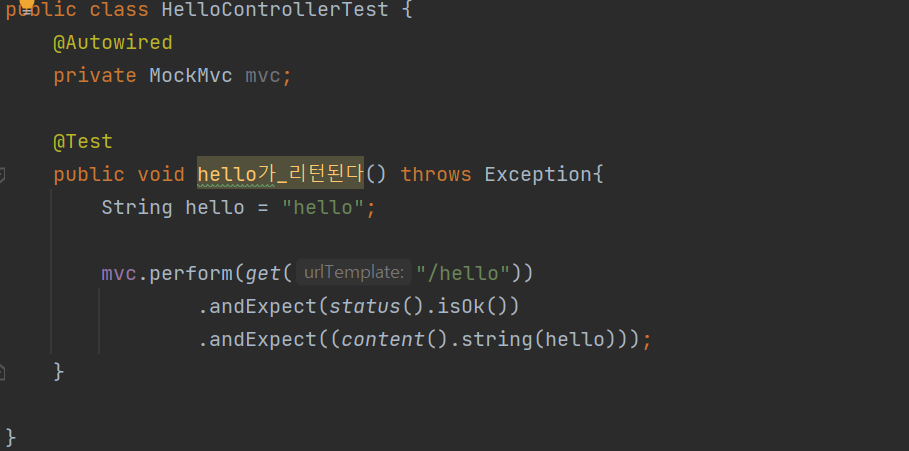 public class HelloControllerTest {
    @Autowired
    private MockMvc mvc;

    @Test
    public void hello가_리턴된다() throws Exception{
        String hello = "hello";

        mvc.perform(get( urlTemplate: "/hello"))
                .andExpect(status().isOk())
                .andExpect((content().string(hello)));
    }

}